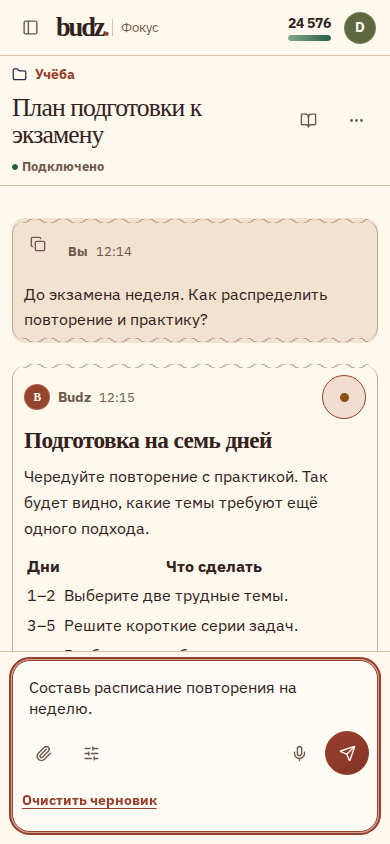 budz.
Фокус
24 576
D
Учёба
План подготовки к
экзамену
Подключено
Вы 12:14
До экзамена неделя. Как распределить
повторение и практику?
B
Budz 12:15
Подготовка на семь дней
Чередуйте повторение с практикой. Так
будет видно, какие темы требуют ещё
одного подхода.
Дни Что сделать
1–2 Выберите две трудные темы.
3–5 Решите короткие серии задач.
Составь расписание повторения на
неделю.
Очистить черновик